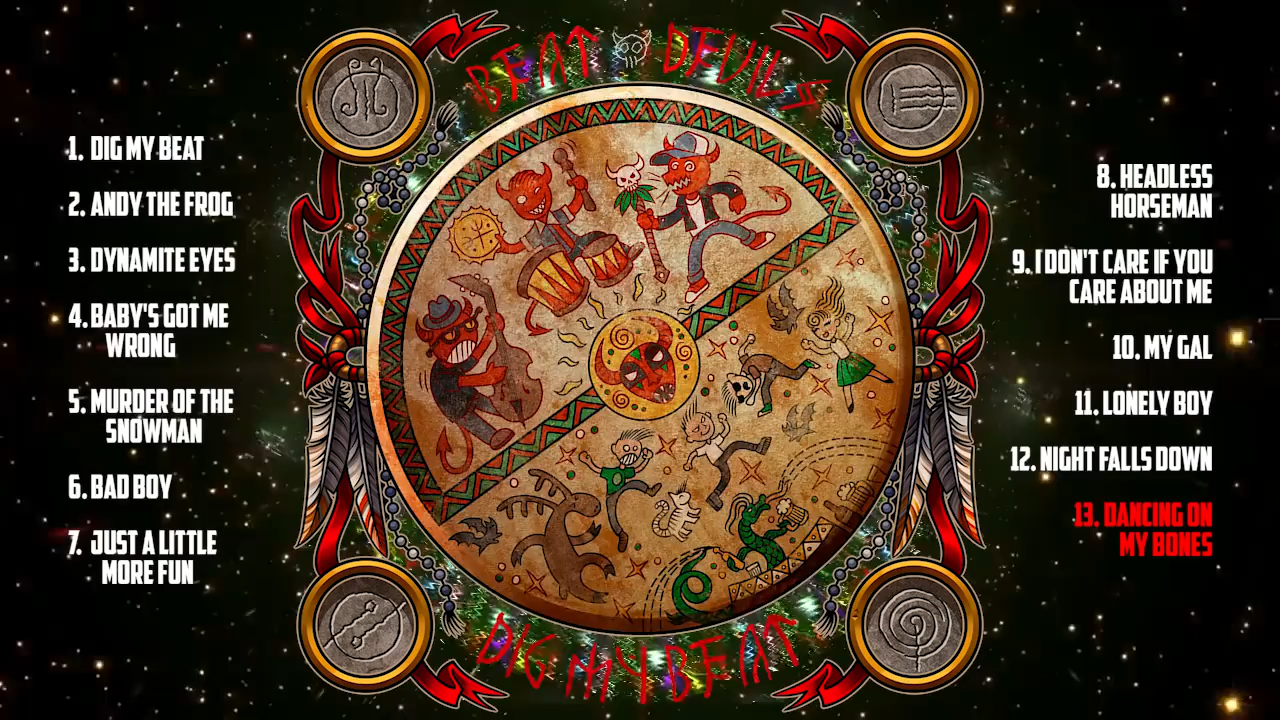 BEAT DEVILS
1. DIG MY BEAT
2. ANDY THE FROG
3. DYNAMITE EYES
4. BABY'S GOT ME
WRONG
5. MURDER OF THE
SNOWMAN
6. BAD BOY
7. JUST A LITTLE
MORE FUN
8. HEADLESS
HORSEMAN
9. I DON'T CARE IF YOU
CARE ABOUT ME
10. MY GAL
11. LONELY BOY
12. NIGHT FALLS DOWN
13. DANCING ON
MY BONES
DIG MY BEAT